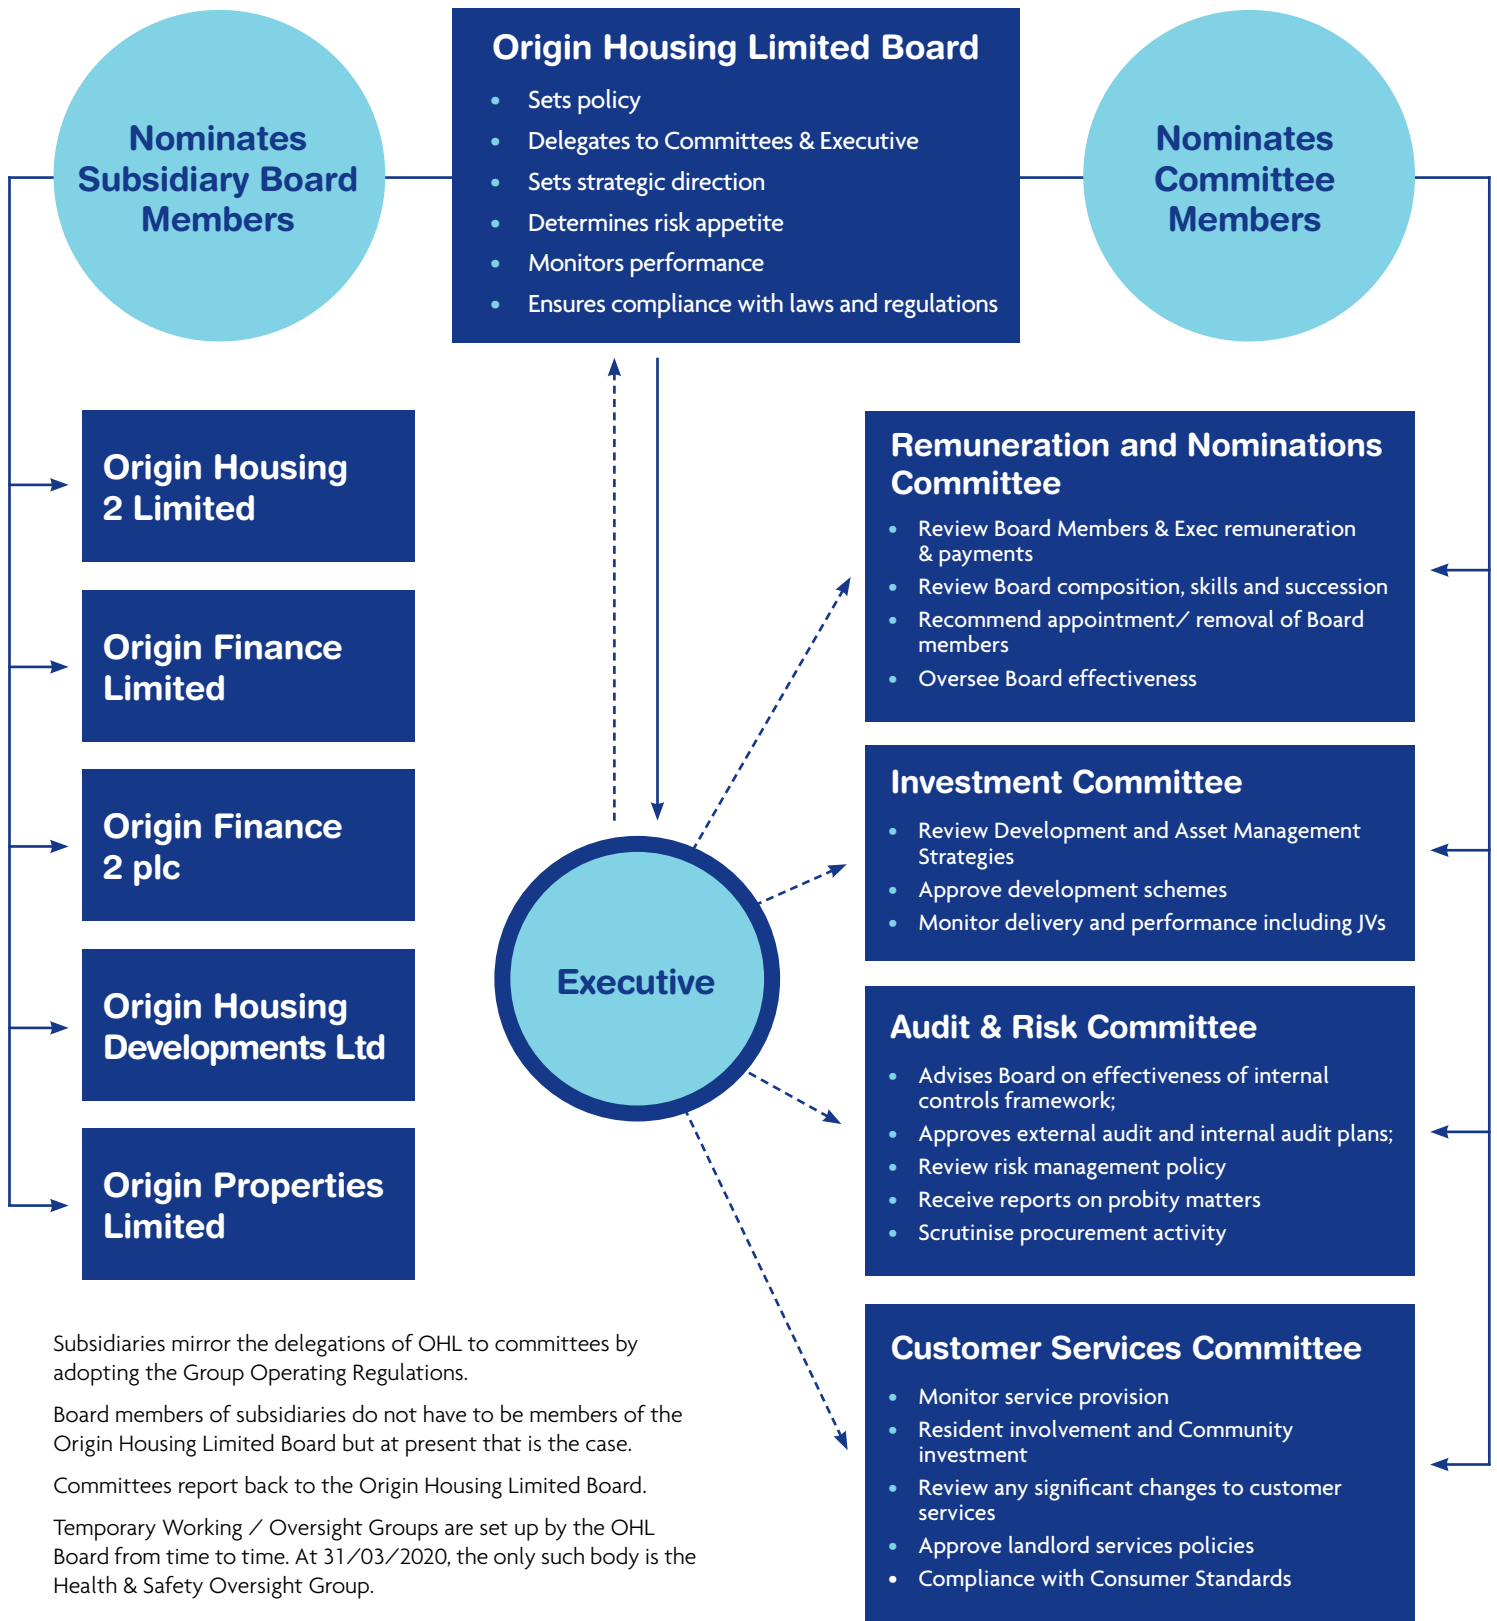 Nominates
Subsidiary Board
Members
Origin Housing Limited Board
• Sets policy
• Delegates to Committees & Executive
• Sets strategic direction
• Determines risk appetite
• Monitors performance
• Ensures compliance with laws and regulations
Nominates
Committee
Members
Origin Housing
2 Limited
Origin Finance
Limited
Origin Finance
2 plc
Origin Housing
Developments Ltd
Origin Properties
Limited
Executive
Remuneration and Nominations
Committee
• Review Board Members & Exec remuneration
& payments
• Review Board composition, skills and succession
• Recommend appointment/ removal of Board
members
• Oversee Board effectiveness
Investment Committee
• Review Development and Asset Management
Strategies
• Approve development schemes
• Monitor delivery and performance including JVs
Audit & Risk Committee
• Advises Board on effectiveness of internal
controls framework;
• Approves external audit and internal audit plans;
• Review risk management policy
• Receive reports on probity matters
• Scrutinise procurement activity
Customer Services Committee
• Monitor service provision
• Resident involvement and Community
investment
• Review any significant changes to customer
services
• Approve landlord services policies
• Compliance with Consumer Standards
Subsidiaries mirror the delegations of OHL to committees by
adopting the Group Operating Regulations.
Board members of subsidiaries do not have to be members of the
Origin Housing Limited Board but at present that is the case.
Committees report back to the Origin Housing Limited Board.
Temporary Working / Oversight Groups are set up by the OHL
Board from time to time. At 31/03/2020, the only such body is the
Health & Safety Oversight Group.